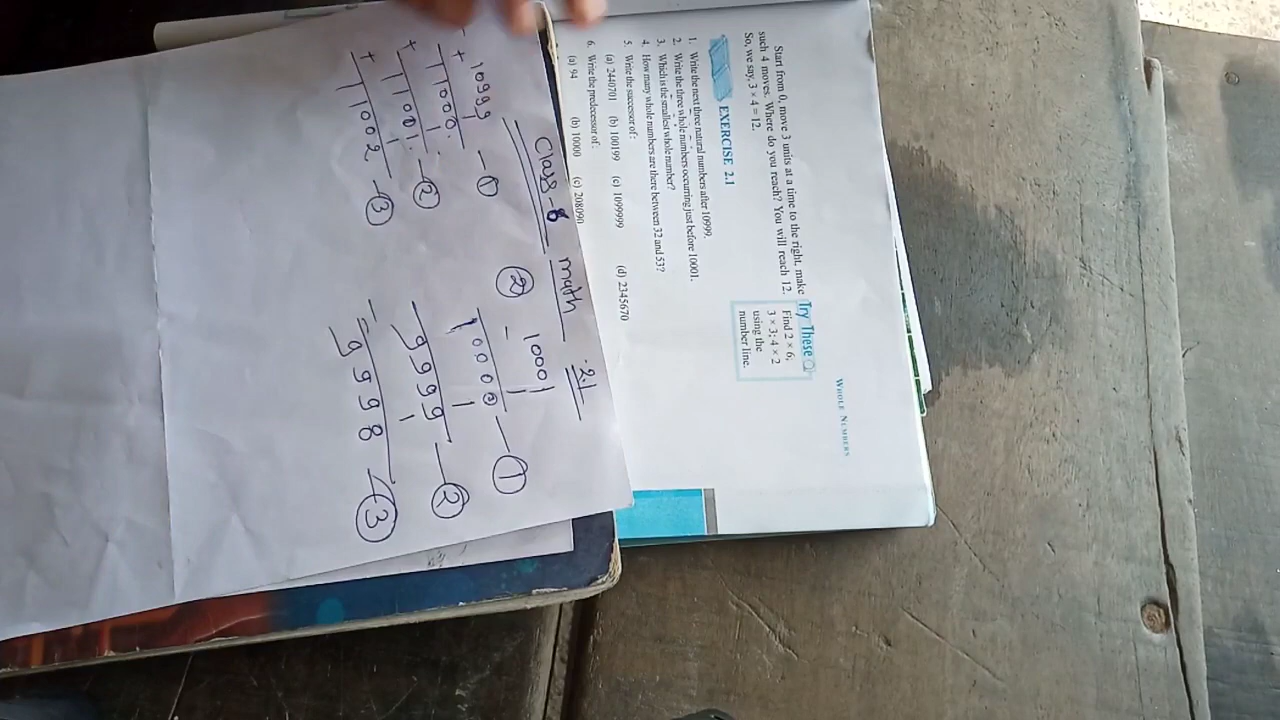 WHOLE NUMBERS
Start from 0, move 3 units at a time to the right, make
such 4 moves. Where do you reach? You will reach 12.
So, we say, 3 × 4 = 12.
Try These
Find 2 × 6;
3 × 3; 4 × 2
using the
number line.
EXERCISE 2.1
1. Write the next three natural numbers after 10999.
2. Write the three whole numbers occurring just before 10001.
3. Which is the smallest whole number?
4. How many whole numbers are there between 32 and 53?
5. Write the successor of :
(a) 2440701 (b) 100199 (c) 1099999 (d) 2345670
6. Write the predecessor of :
(a) 94 (b) 10000 (c) 208090
Class-6 math 2.1
10999
+ 1
11000 - 1
+ 1
11001 - 2
+ 1
11002 - 3
2 10001
- 1
10000 - 1
1
9999 - 2
- 1
9998 - 3